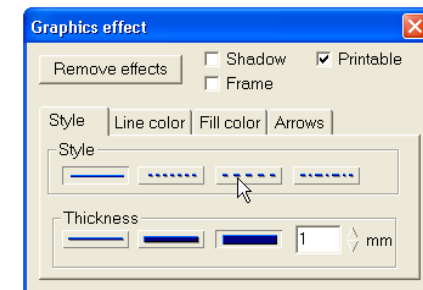 Graphics effect
Remove effects
Shadow
Printable
Frame
Style Line color Fill color Arrows
Style
Thickness
1 mm